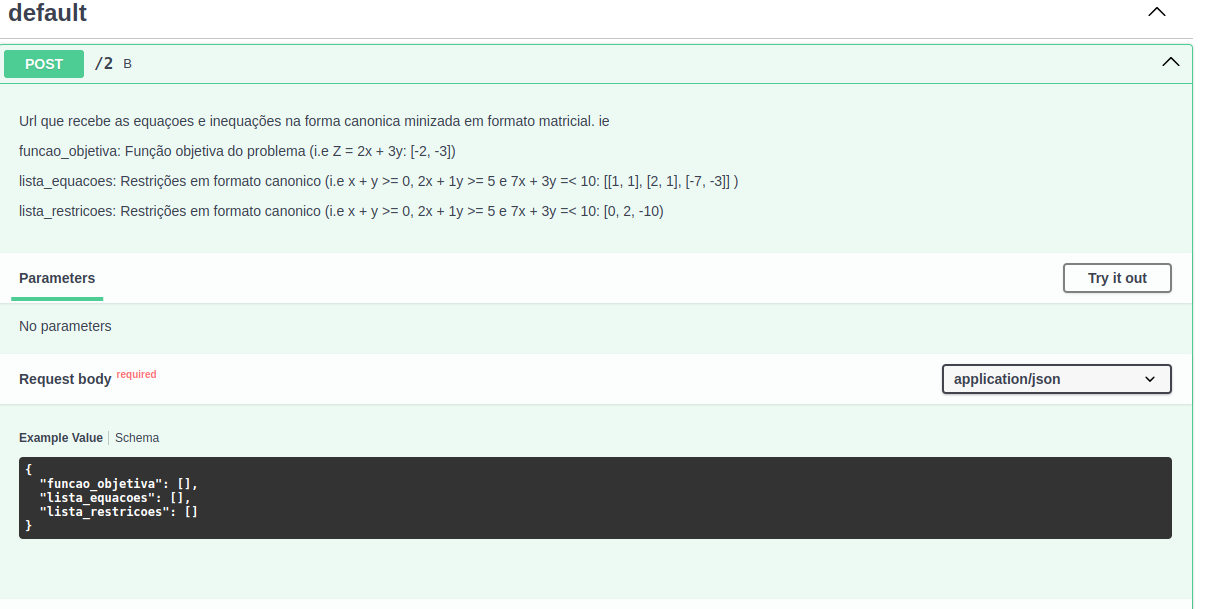 default
POST /2 B
Url que recebe as equaçoes e inequações na forma canonica minizada em formato matricial. ie
funcao_objetiva: Função objetiva do problema (i.e Z = 2x + 3y: [-2, -3])
lista_equacoes: Restrições em formato canonico (i.e x + y >= 0, 2x + 1y >= 5 e 7x + 3y =< 10: [[1, 1], [2, 1], [-7, -3]] )
lista_restricoes: Restrições em formato canonico (i.e x + y >= 0, 2x + 1y >= 5 e 7x + 3y =< 10: [0, 2, -10)
Parameters
Try it out
No parameters
Request body required
application/json
Example Value Schema
{
"funcao_objetiva": [],
"lista_equacoes": [],
"lista_restricoes": []
}